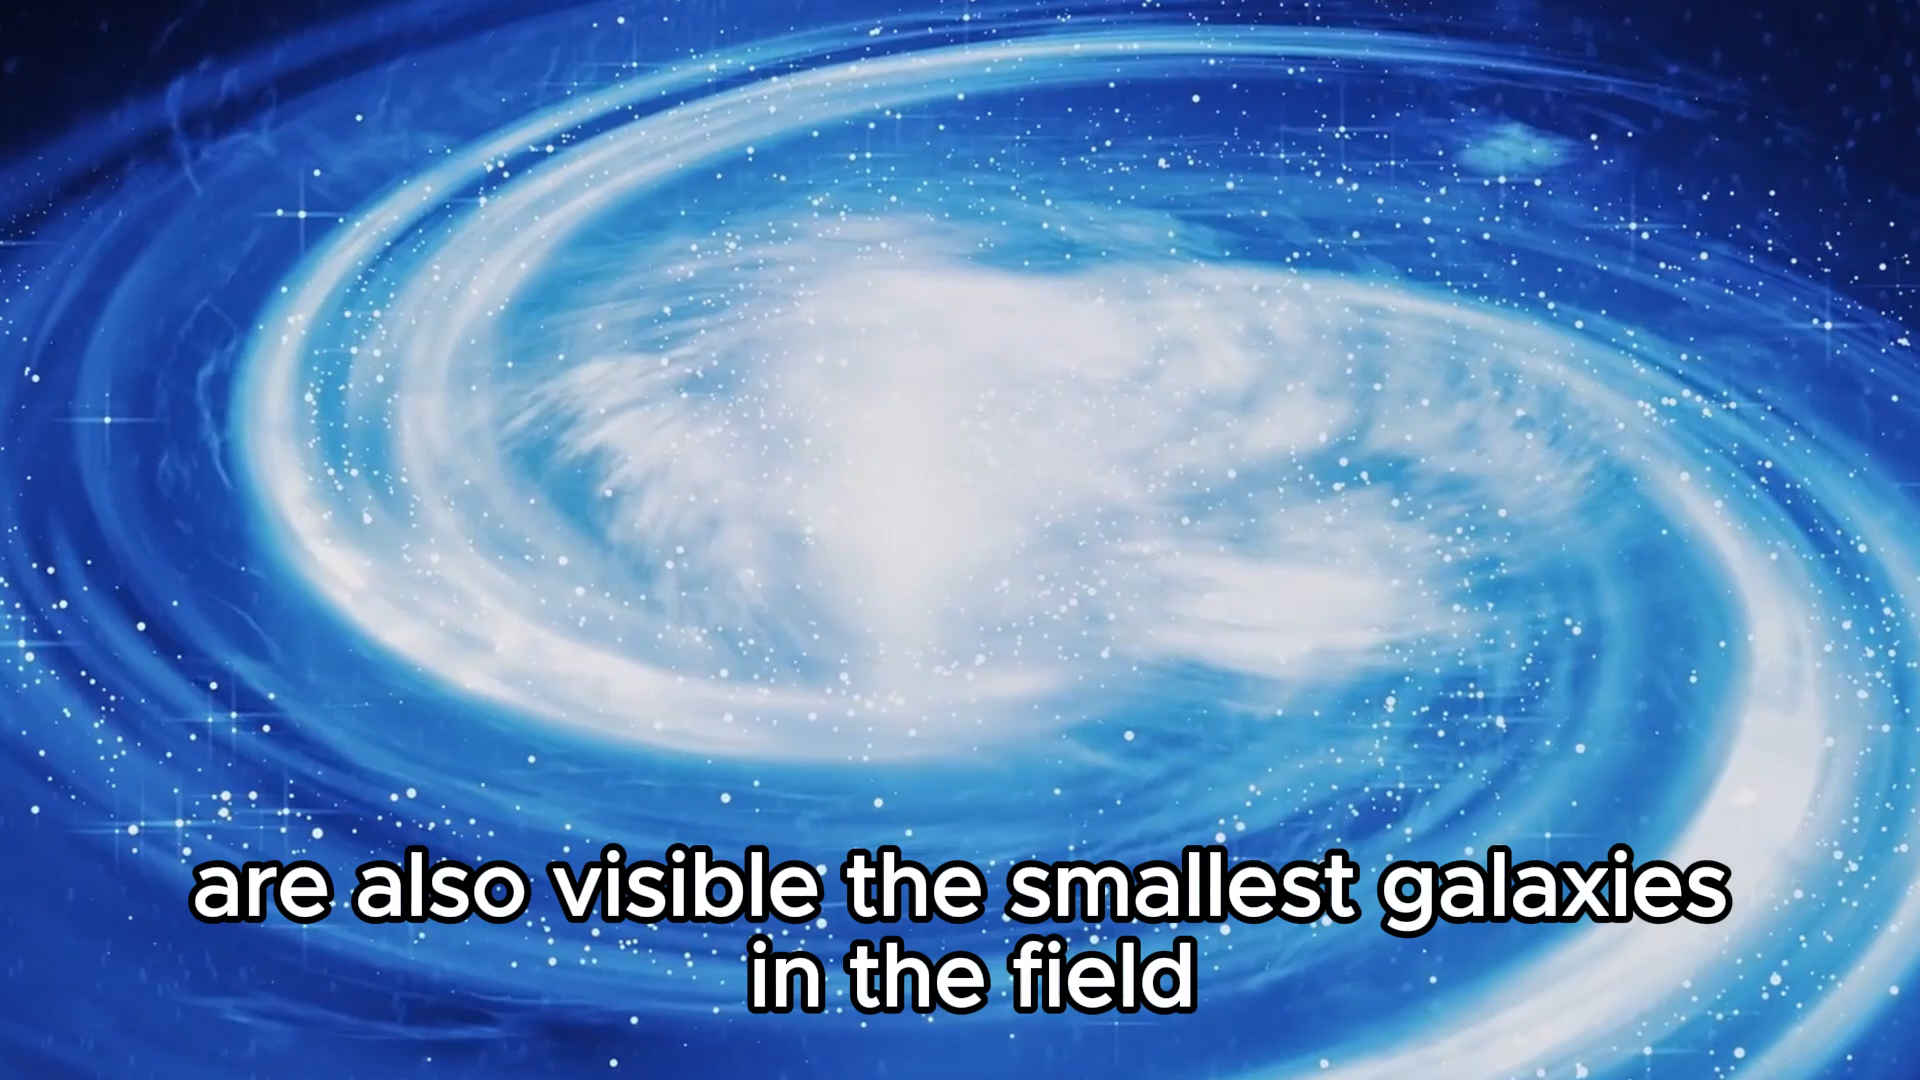 are also visible the smallest galaxies
in the field